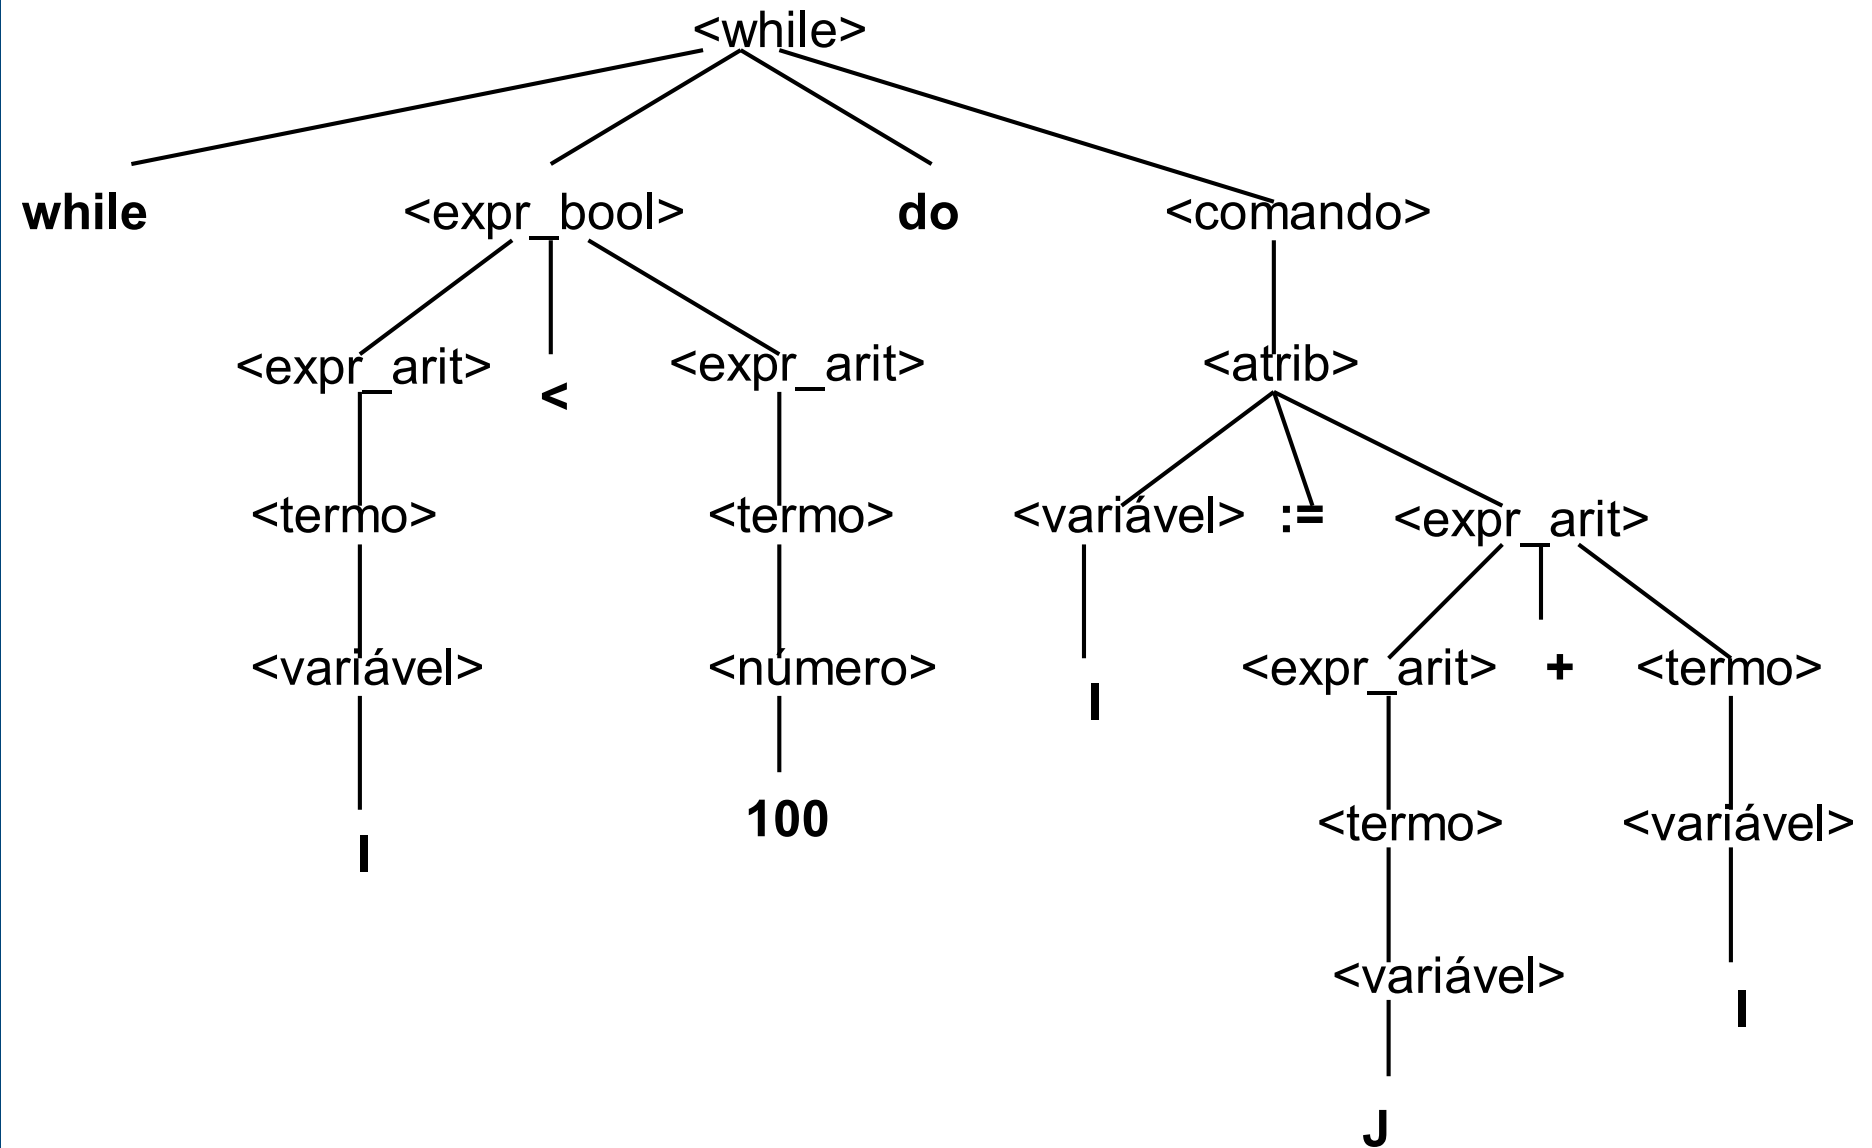 <while>
while <expr_bool> do <comando>
<expr_arit> < <expr_arit> <atrib>
<termo> <termo> <variável> := <expr_arit>
<variável> <número> I <expr_arit> + <termo>
I 100 <termo> <variável>
<variável> I
J